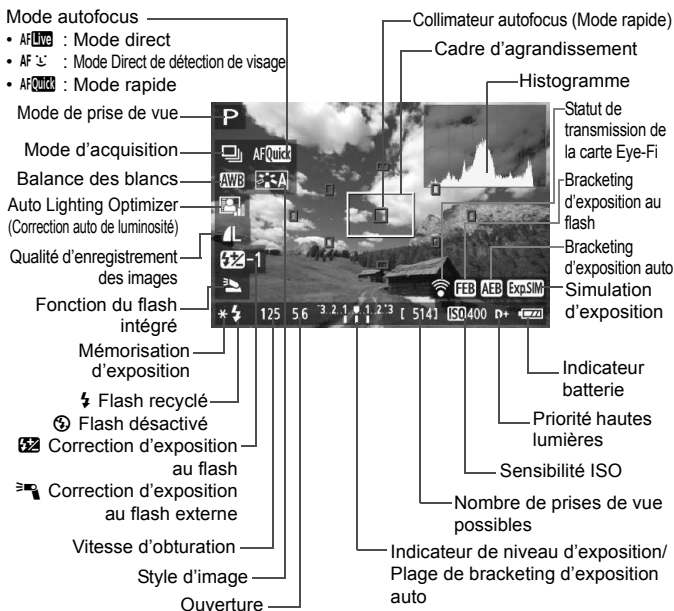 Mode autofocus
• AF Live : Mode direct
• AF : Mode Direct de détection de visage
• AF Quick : Mode rapide
Mode de prise de vue
Mode d'acquisition
Balance des blancs
Auto Lighting Optimizer
(Correction auto de luminosité)
Qualité d'enregistrement
des images
Fonction du flash
intégré
Mémorisation
d'exposition
Flash recyclé
Flash désactivé
Correction d'exposition
au flash
Correction d'exposition
au flash externe
Vitesse d'obturation
Style d'image
Ouverture
Collimateur autofocus (Mode rapide)
Cadre d'agrandissement
Histogramme
Statut de
transmission de
la carte Eye-Fi
Bracketing
d'exposition au
flash
Bracketing
d'exposition auto
Simulation
d'exposition
Indicateur
batterie
Priorité hautes
lumières
Sensibilité ISO
Nombre de prises de vue
possibles
Indicateur de niveau d'exposition/
Plage de bracketing d'exposition
auto
P
AF Quick
AWB
A
L
-1
FEB AEB Exp.SIM
* 125 5.6 -3..2..1..0..1..2..+3 [ 514] ISO 400 D+